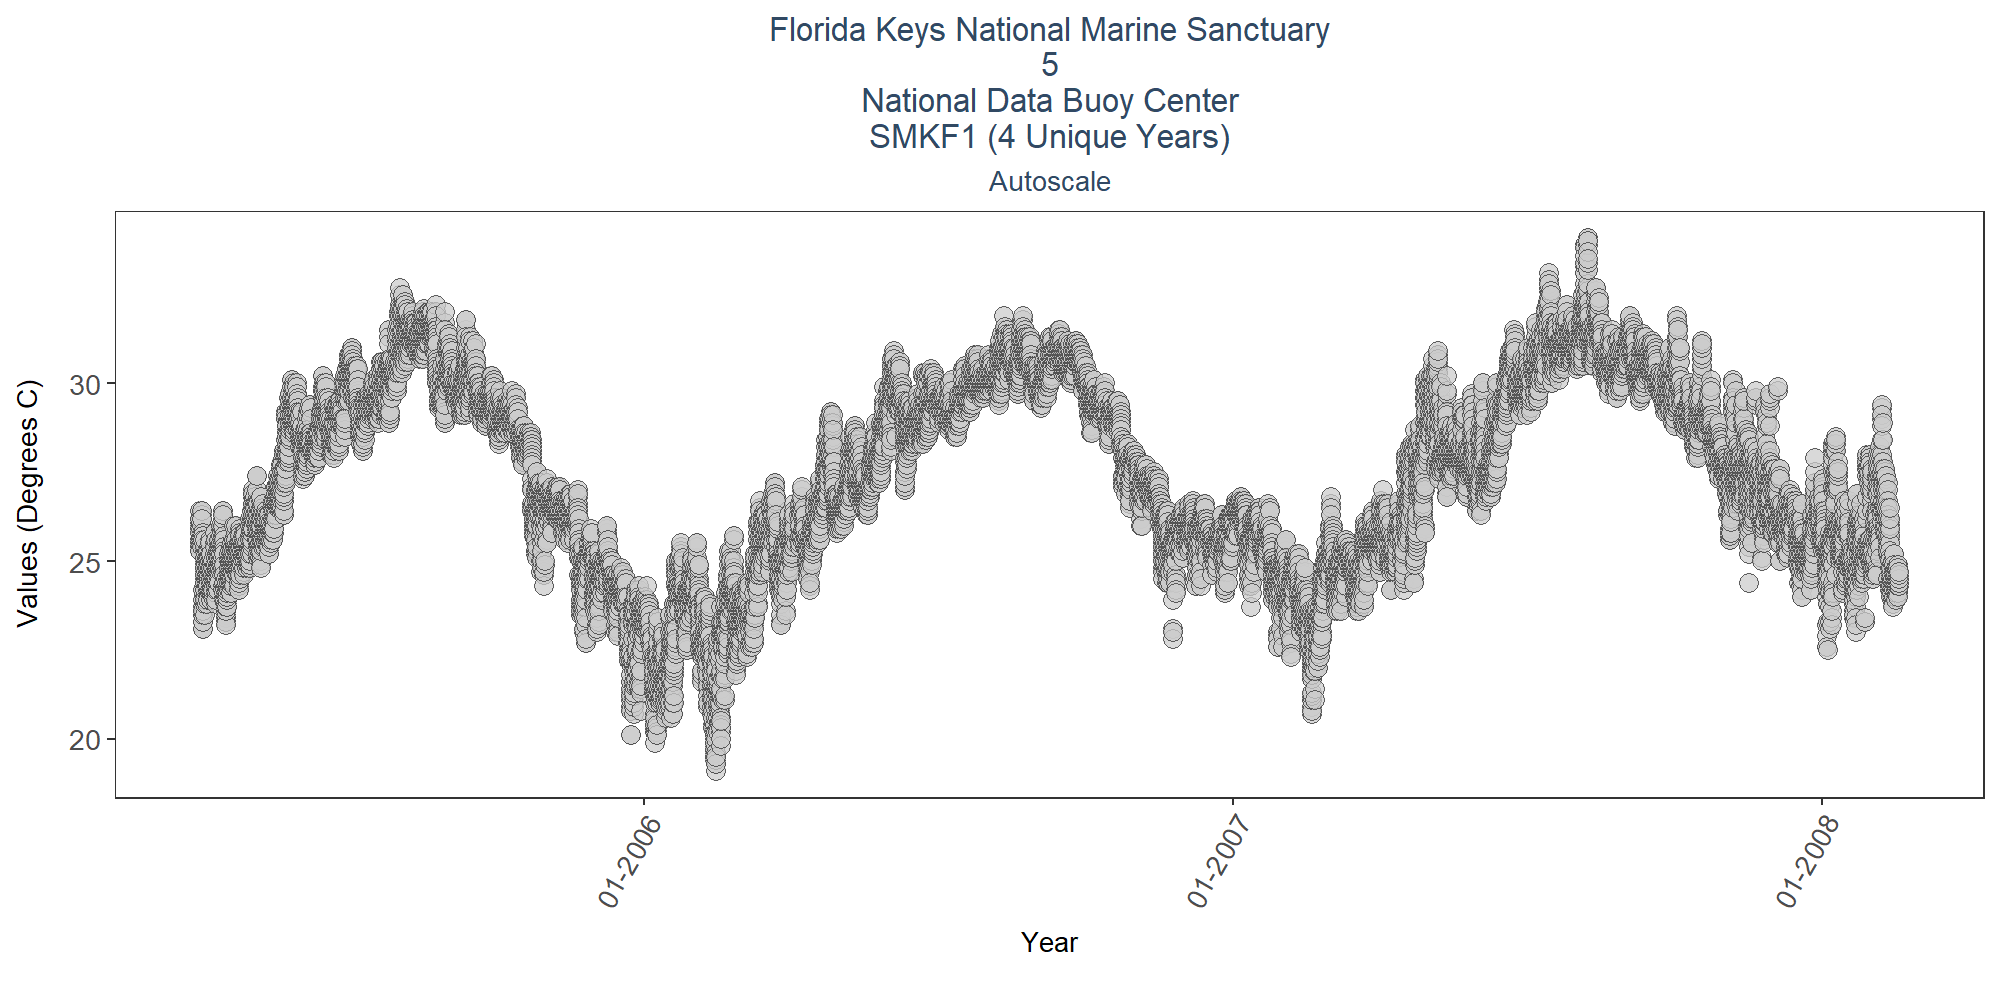 Florida Keys National Marine Sanctuary
5
National Data Buoy Center
SMKF1 (4 Unique Years)
Autoscale
Values (Degrees C)
30
25
20
01-2006
01-2007
01-2008
Year